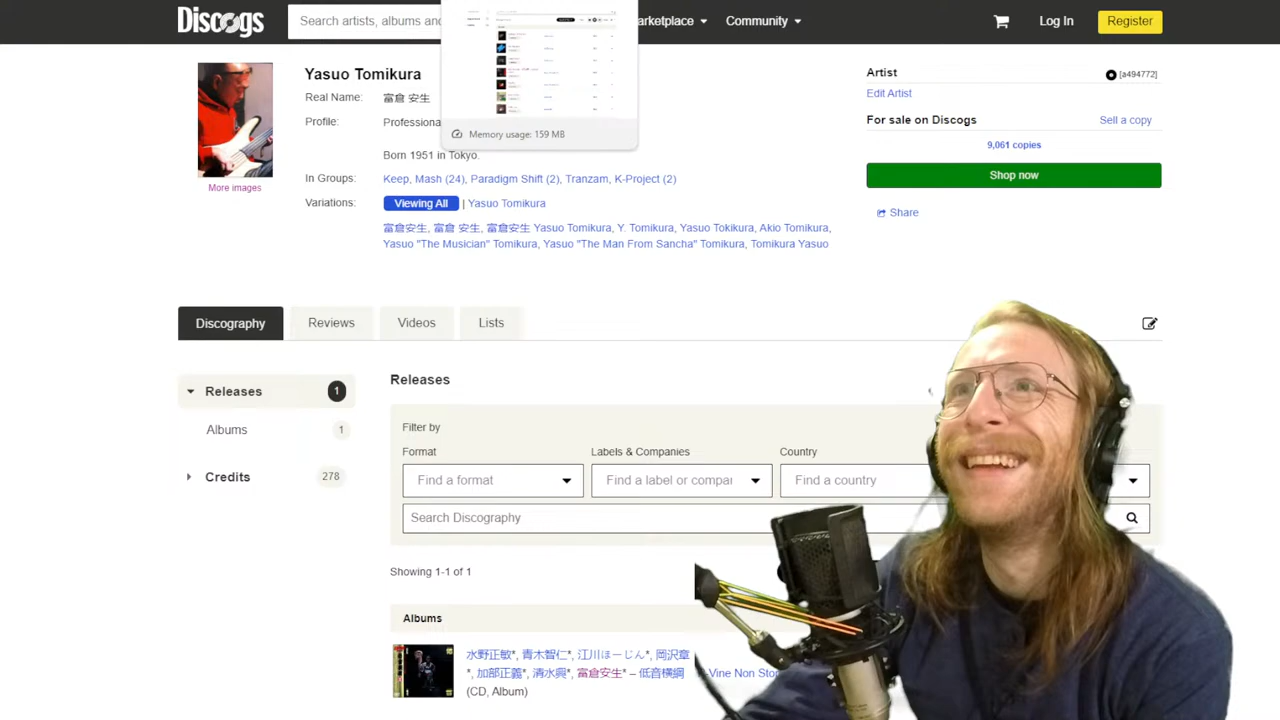 Discogs
Search artists, albums and
arketplace
Community
Log In
Register
Memory usage: 159 MB
Yasuo Tomikura
Real Name:
富倉 安生
Profile:
Professiona
Born 1951 in Tokyo.
In Groups:
Keep, Mash (24), Paradigm Shift (2), Tranzam, K-Project (2)
Variations:
Viewing All | Yasuo Tomikura
富倉安生, 富倉 安生, 富倉安生 Yasuo Tomikura, Y. Tomikura, Yasuo Tokikura, Akio Tomikura,
Yasuo "The Musician" Tomikura, Yasuo "The Man From Sancha" Tomikura, Tomikura Yasuo
More images
Artist
[a494772]
Edit Artist
For sale on Discogs
Sell a copy
9,061 copies
Shop now
Share
Discography
Reviews
Videos
Lists
Releases
1
Albums
1
Credits
278
Releases
Filter by
Format
Labels & Companies
Country
Find a format
Find a label or compar
Find a country
Search Discography
Showing 1-1 of 1
Albums
水野正敏*, 青木智仁*, 江川ほーじん*, 岡沢章
*, 加部正義*, 清水興*, 富倉安生* – 低音横綱
(CD, Album)
-Vine Non Sto